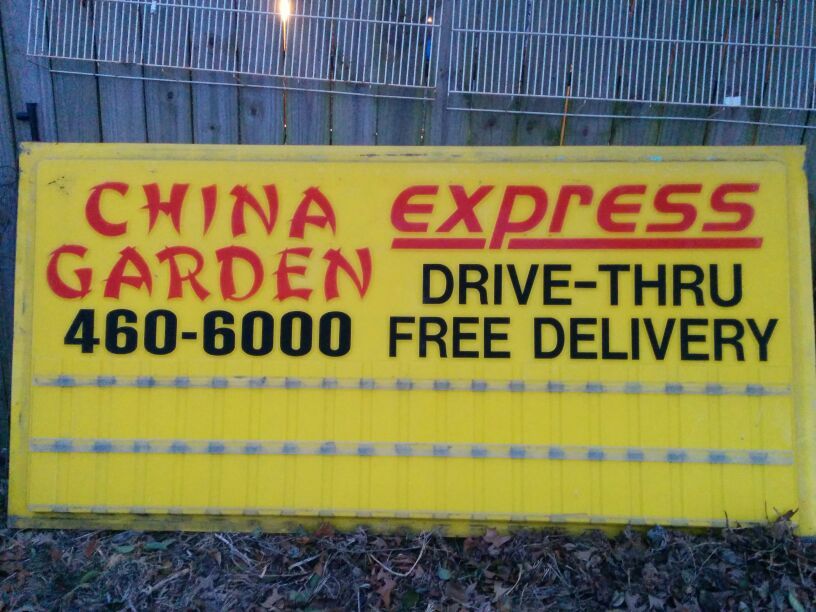 CHINA
GARDEN
460-6000
express
DRIVE-THRU
FREE DELIVERY